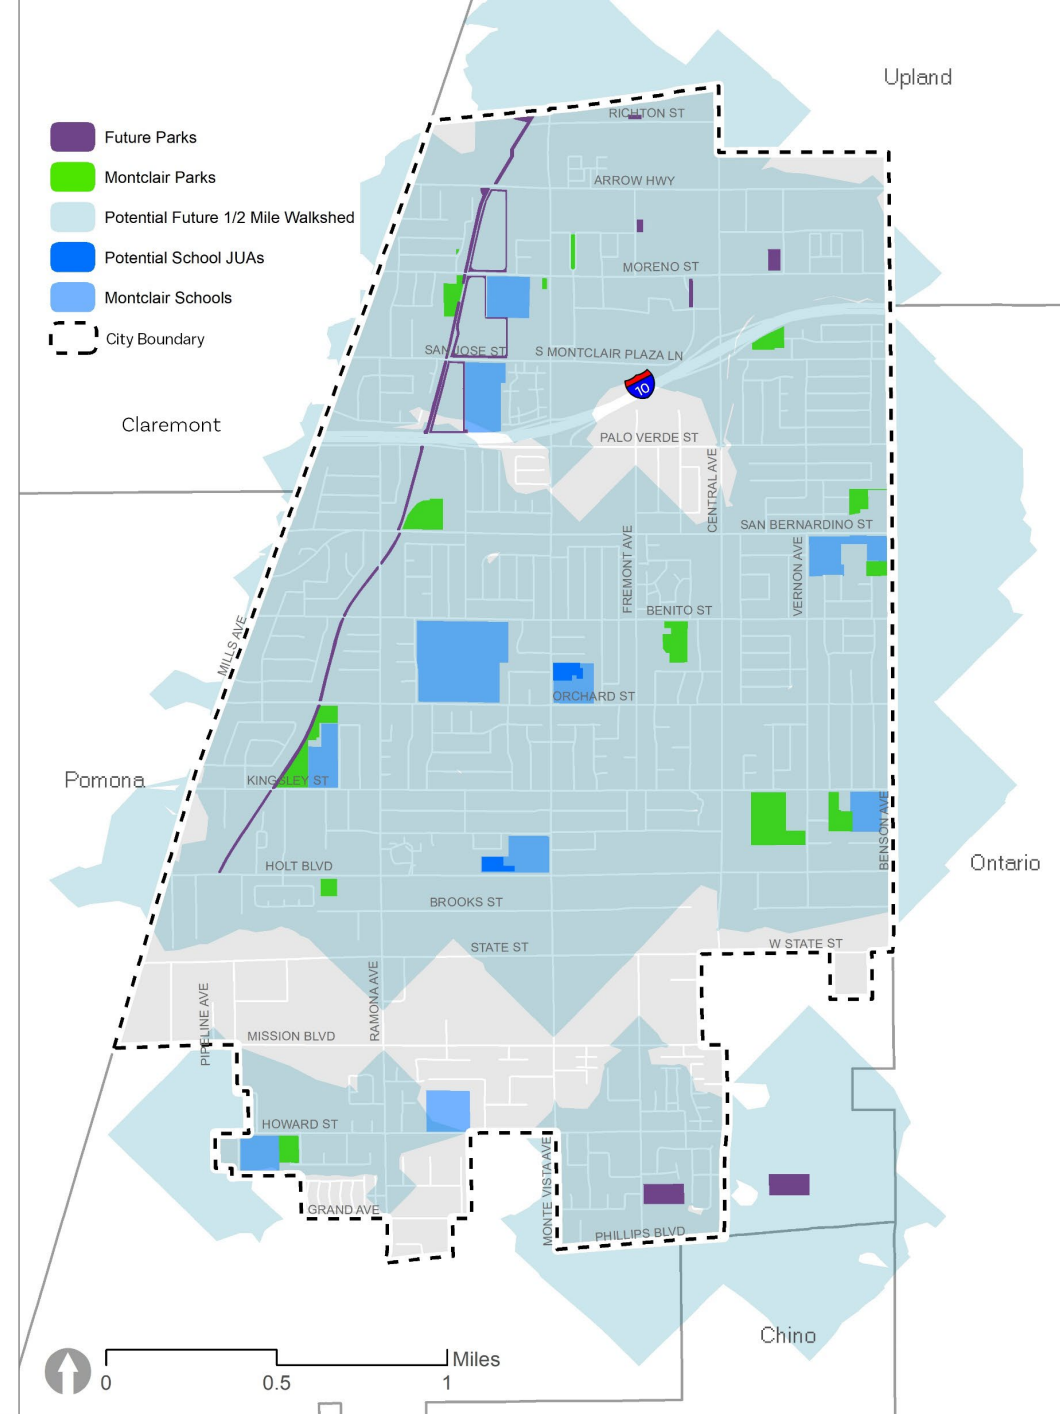 Upland
Future Parks
Montclair Parks
Potential Future 1/2 Mile Walkshed
Potential School JUAs
Montclair Schools
City Boundary
RICHTON ST
ARROW HWY
MORENO ST
SAN JOSE ST
S MONTCLAIR PLAZA LN
10
Claremont
PALO VERDE ST
CENTRAL AVE
SAN BERNARDINO ST
FREMONT AVE
VERNON AVE
BENITO ST
MILLS AVE
ORCHARD ST
Pomona
KINGSLEY ST
BENSON AVE
HOLT BLVD
Ontario
BROOKS ST
STATE ST
W STATE ST
PIPELINE AVE
RAMONA AVE
MISSION BLVD
HOWARD ST
MONTE VISTA AVE
GRAND AVE
PHILLIPS BLVD
Chino
Miles
0 0.5 1